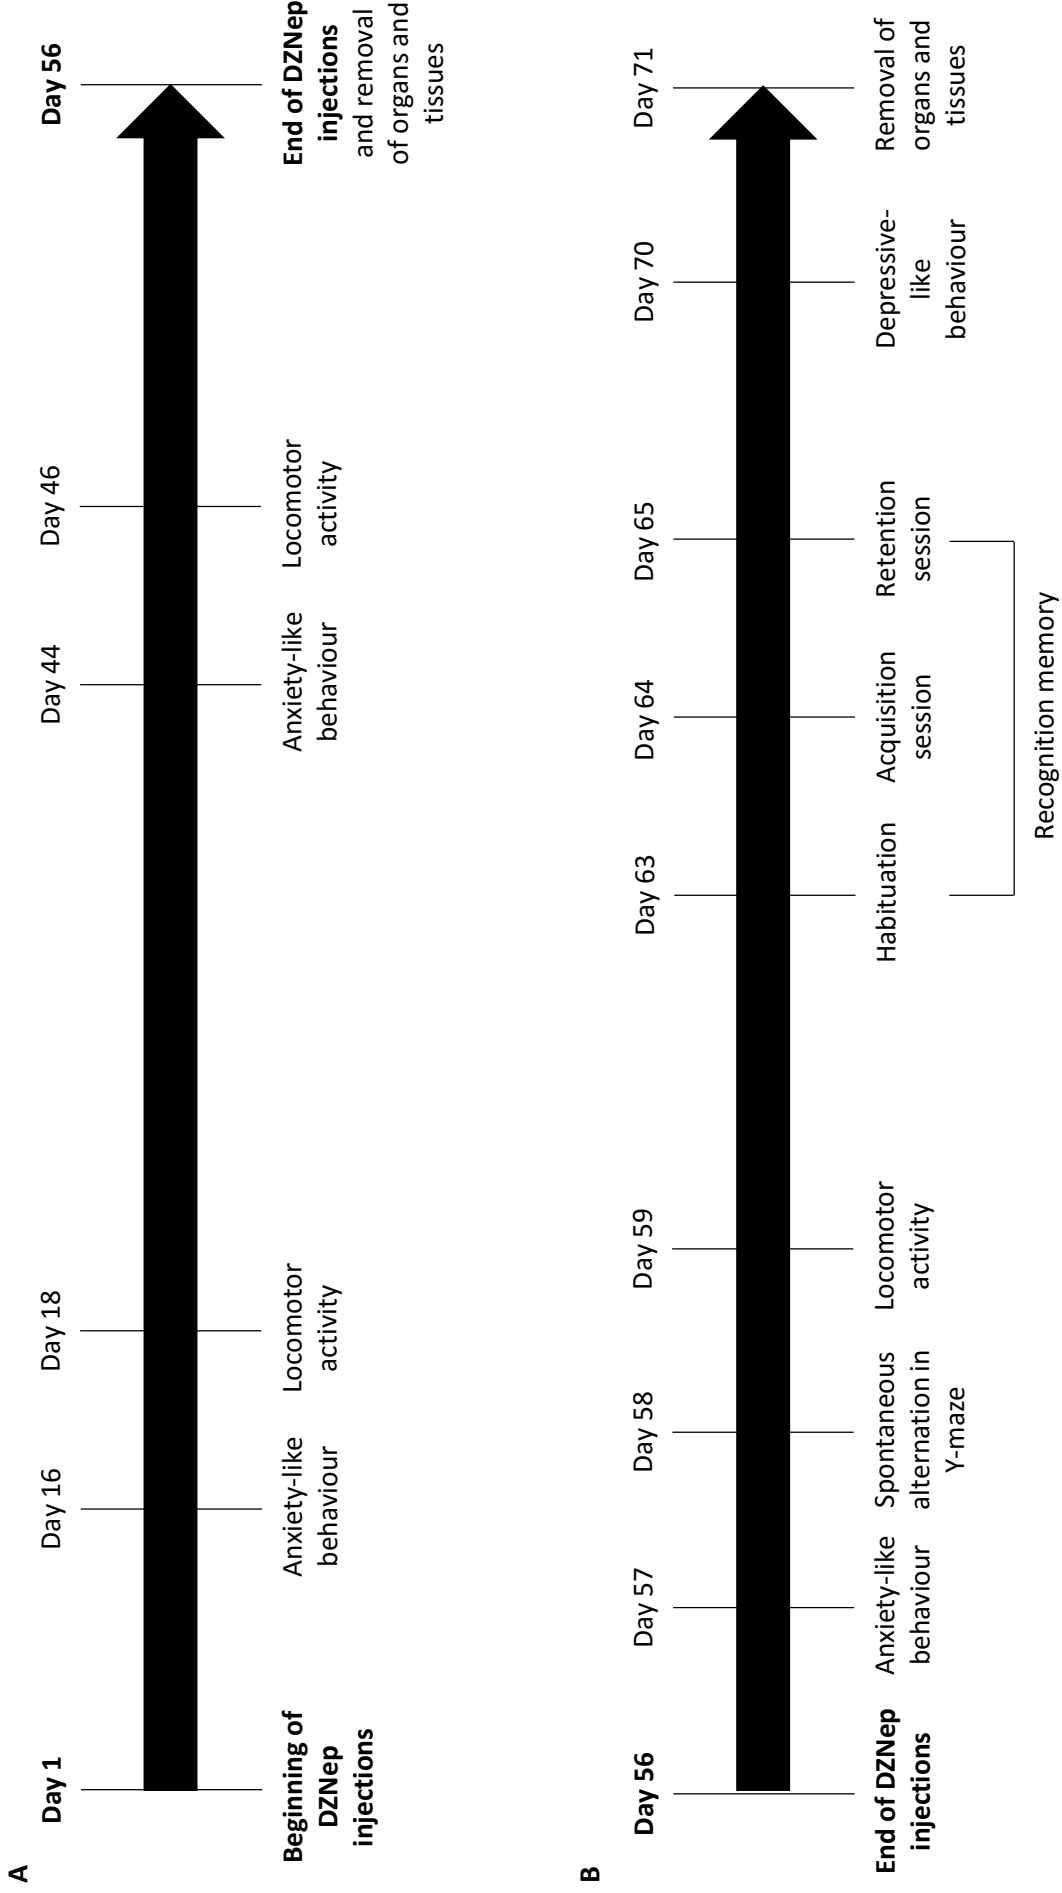 A
Day 1
Day 16
Day 18
Day 44
Day 46
Day 56
Beginning of
DZNep
injections
Anxiety-like
behaviour
Locomotor
activity
Anxiety-like
behaviour
Locomotor
activity
End of DZNep
injections
and removal
of organs and
tissues
B
Day 56
Day 57
Day 58
Day 59
Day 63
Day 64
Day 65
Day 70
Day 71
End of DZNep
injections
Anxiety-like
behaviour
Spontaneous
alternation in
Y-maze
Locomotor
activity
Habituation
Acquisition
session
Retention
session
Depressive-
like
behaviour
Removal of
organs and
tissues
Recognition memory